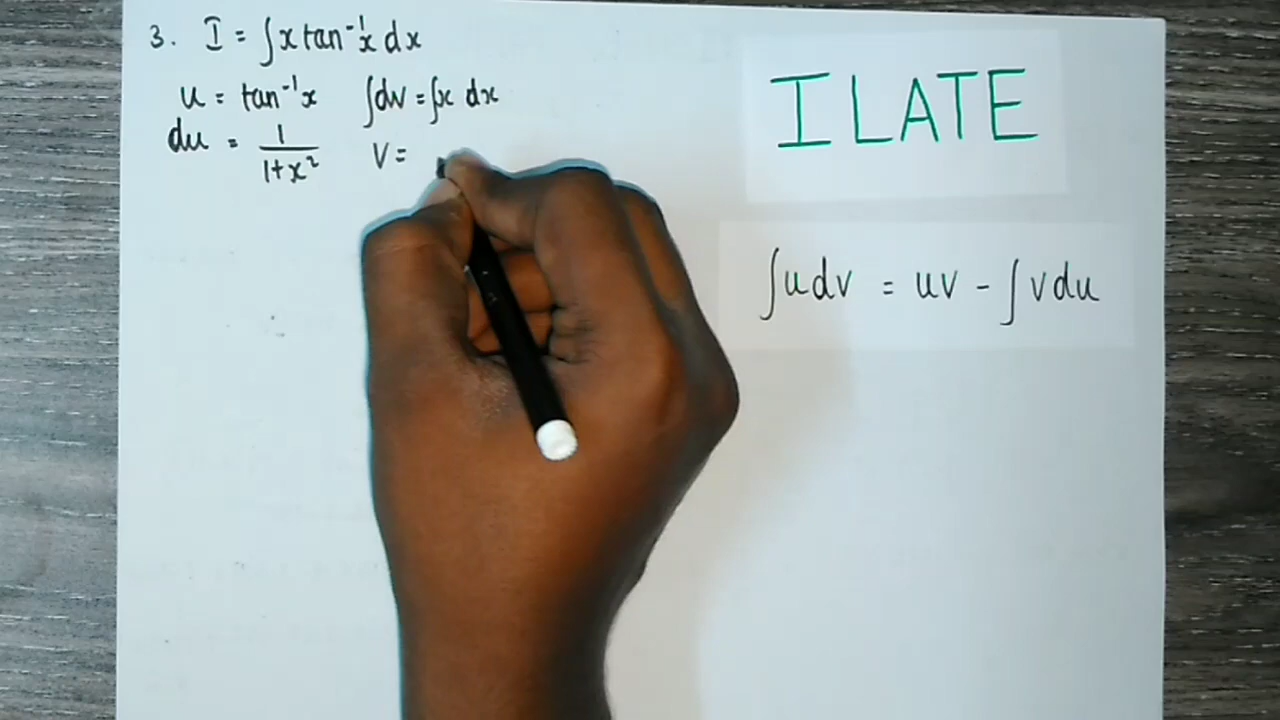 3. I = ∫x tan⁻¹x dx
u = tan⁻¹x ∫dv = ∫x dx
du = 1/(1+x²) v =
ILATE
∫udv = uv - ∫vdu